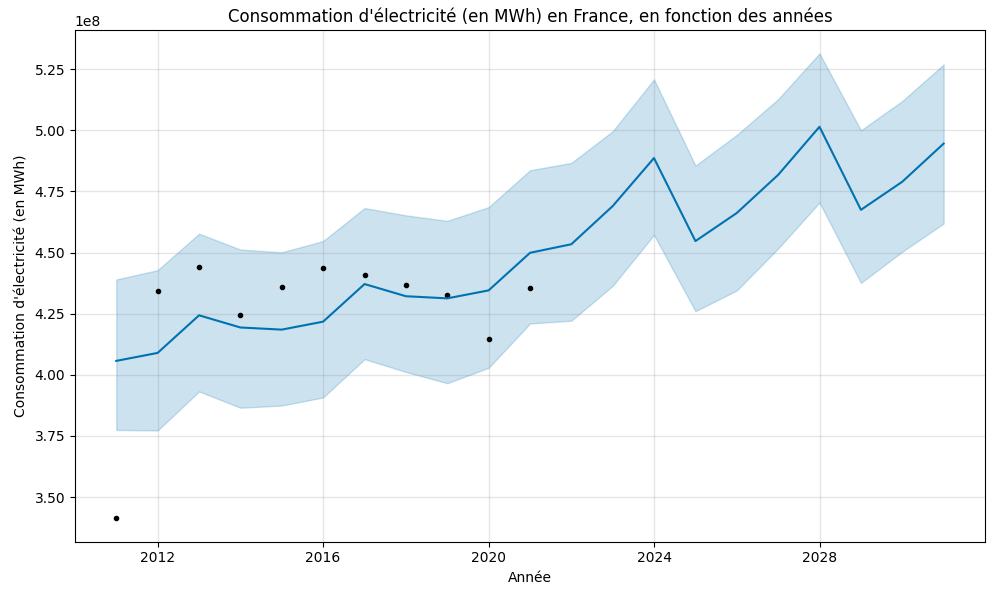 Consommation d'électricité (en MWh) en France, en fonction des années
1e8
5.25
5.00
4.75
4.50
4.25
4.00
3.75
3.50
Consommation d'électricité (en MWh)
2012 2016 2020 2024 2028
Année